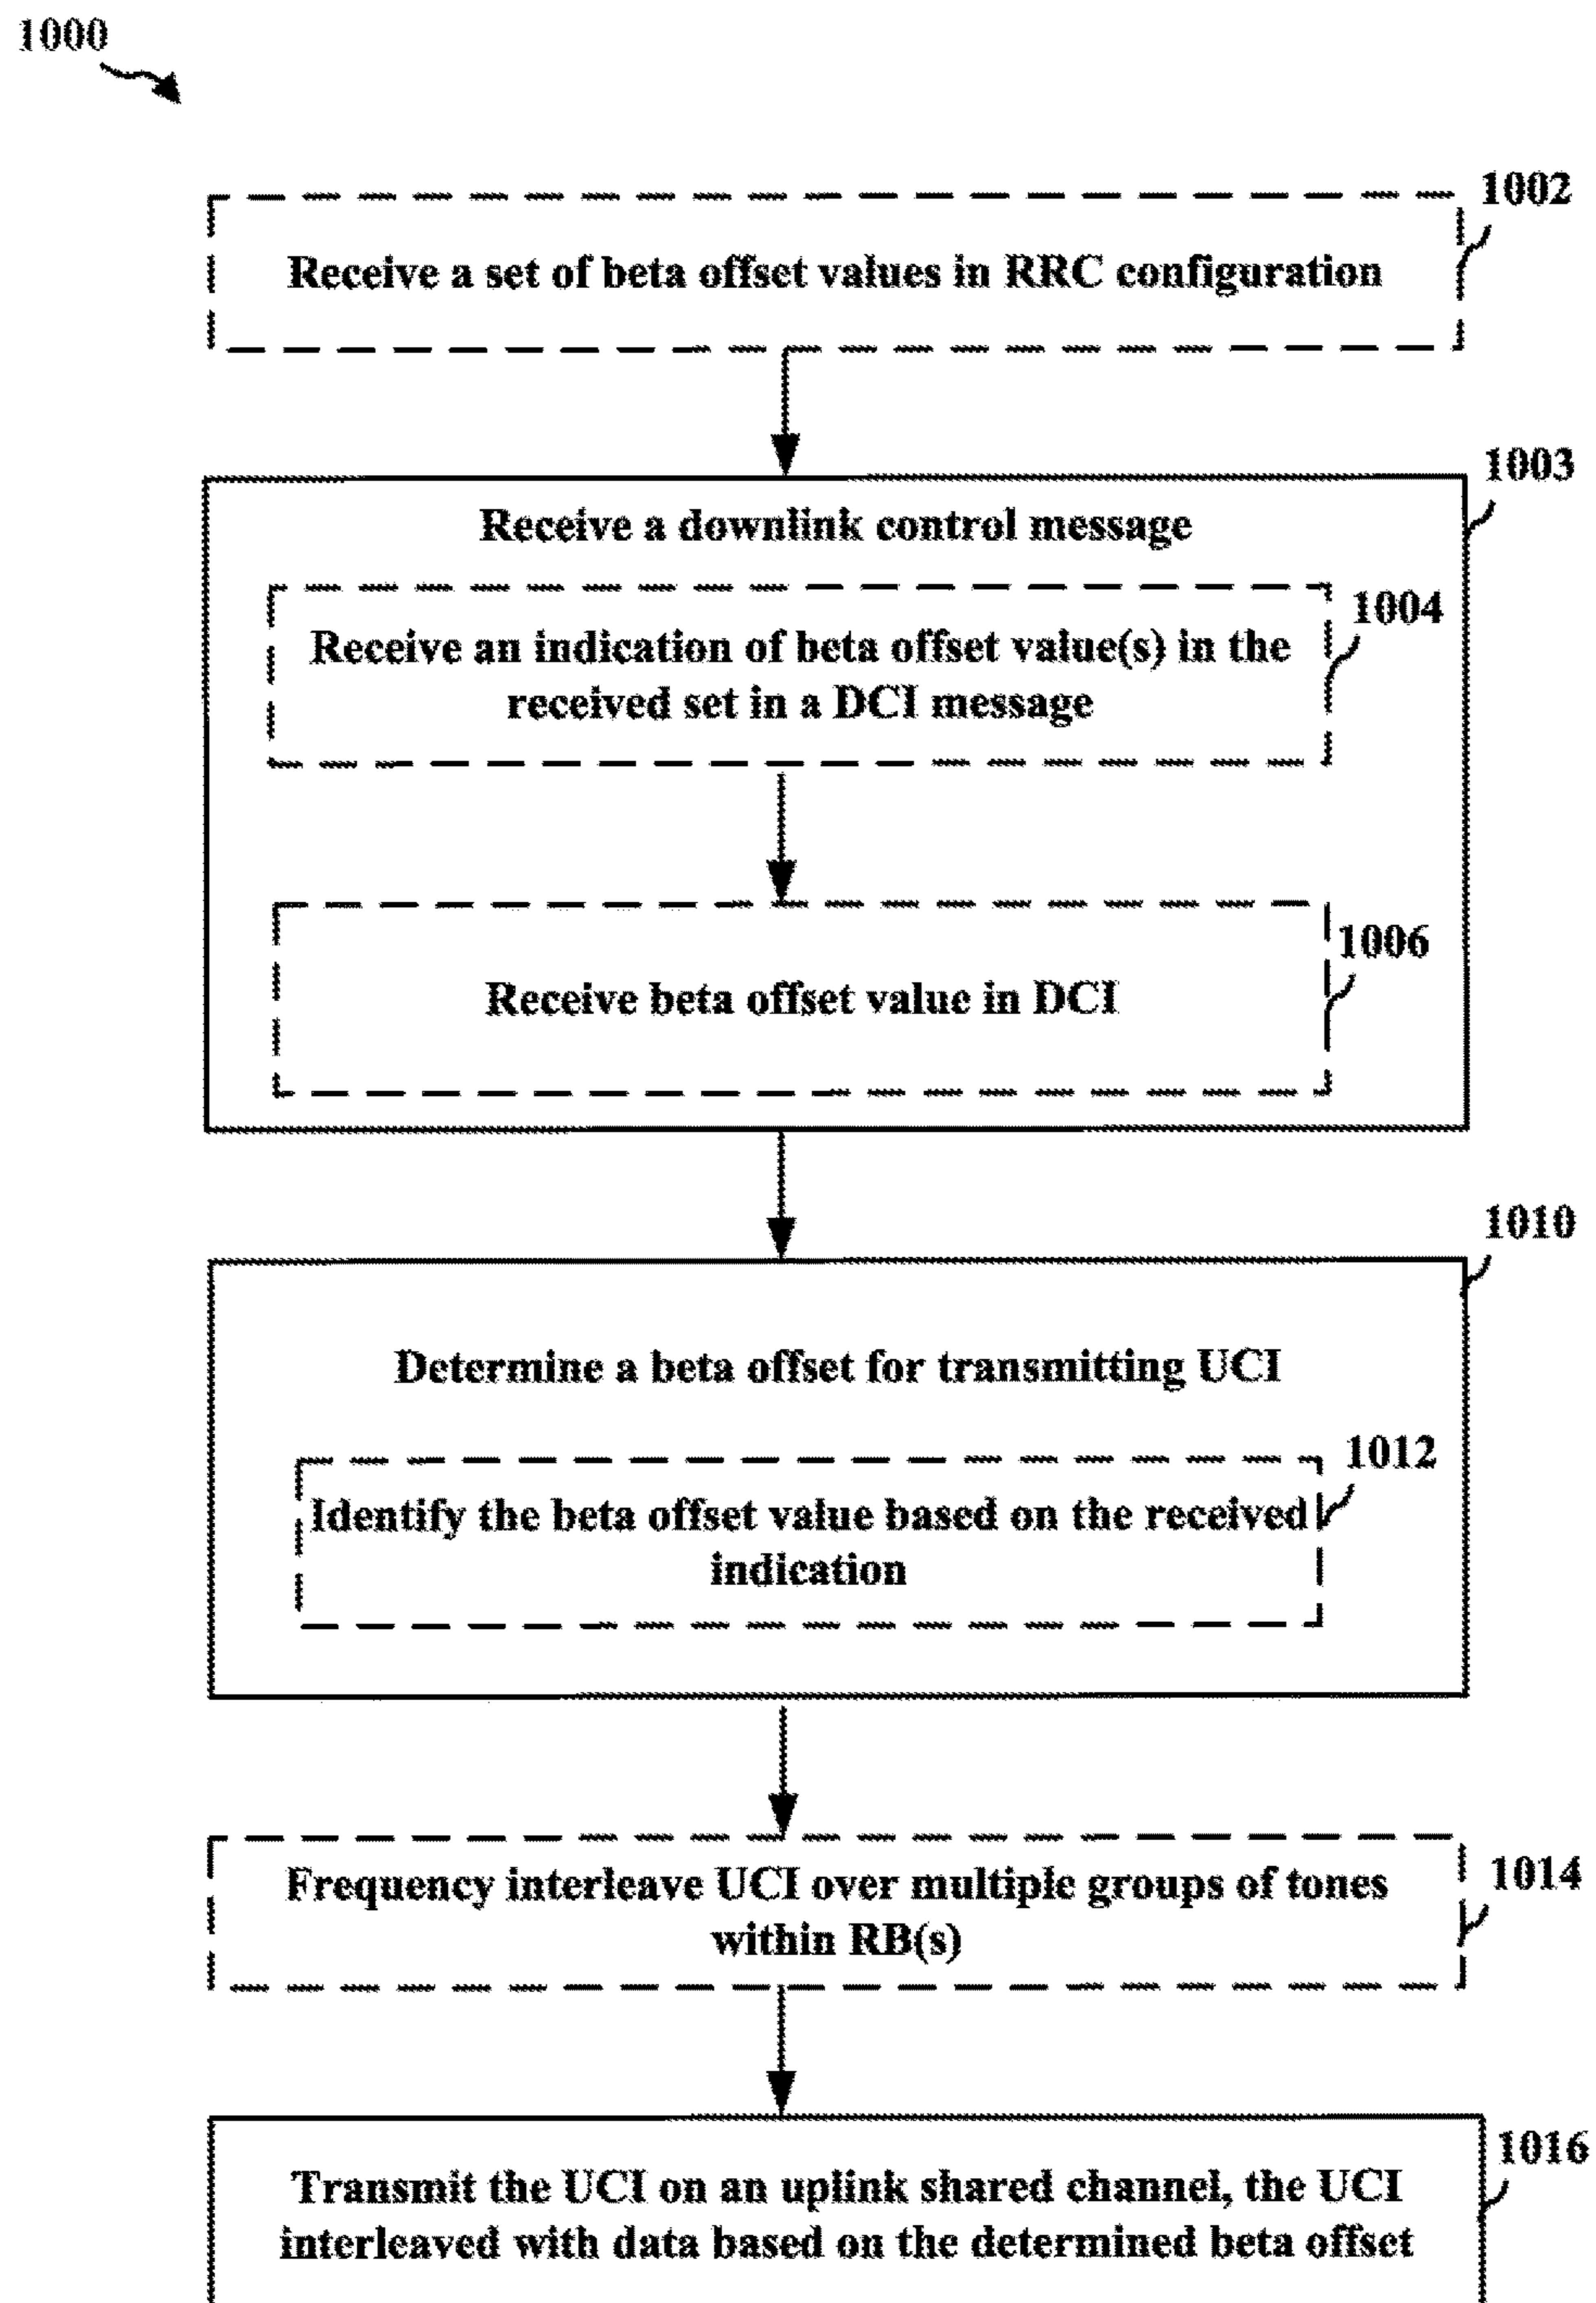 1000
1002
Receive a set of beta offset values in RRC configuration
1003
Receive a downlink control message
1004
Receive an indication of beta offset value(s) in the
received set in a DCI message
1006
Receive beta offset value in DCI
1010
Determine a beta offset for transmitting UCI
1012
Identify the beta offset value based on the received
indication
1014
Frequency interleave UCI over multiple groups of tones
within RB(s)
1016
Transmit the UCI on an uplink shared channel, the UCI
interleaved with data based on the determined beta offset